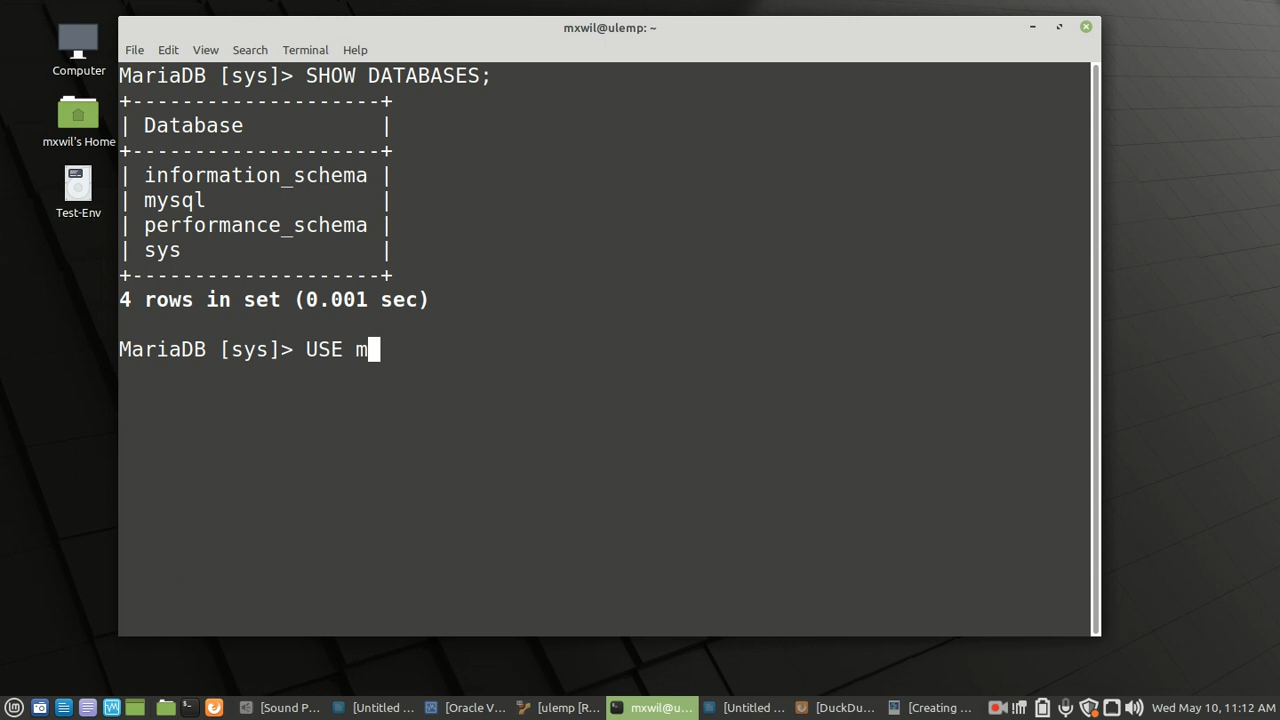 mxwil@ulemp: ~
File Edit View Search Terminal Help
Computer
mxwil's Home
Test-Env
MariaDB [sys]> SHOW DATABASES;
+--------------------+
| Database           |
+--------------------+
| information_schema |
| mysql              |
| performance_schema |
| sys                |
+--------------------+
4 rows in set (0.001 sec)
MariaDB [sys]> USE m
[Sound P... [Untitled ... [Oracle V... [ulemp [R... mxwil@u... [Untitled ... [DuckDu... [Creating ... Wed May 10, 11:12 AM